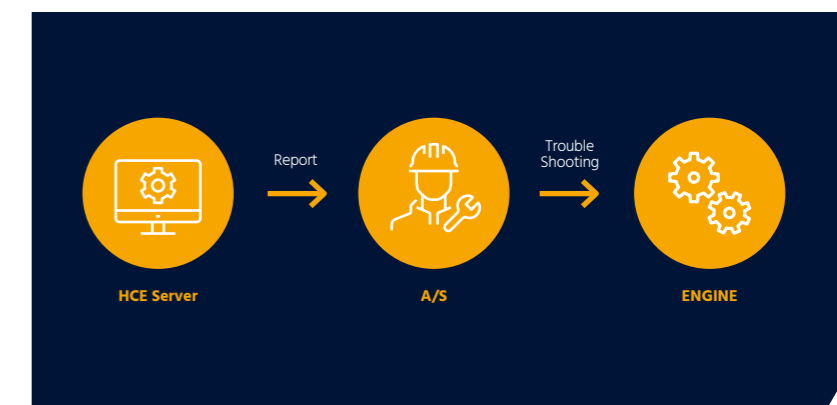 Report
Trouble
Shooting
HCE Server
A/S
ENGINE